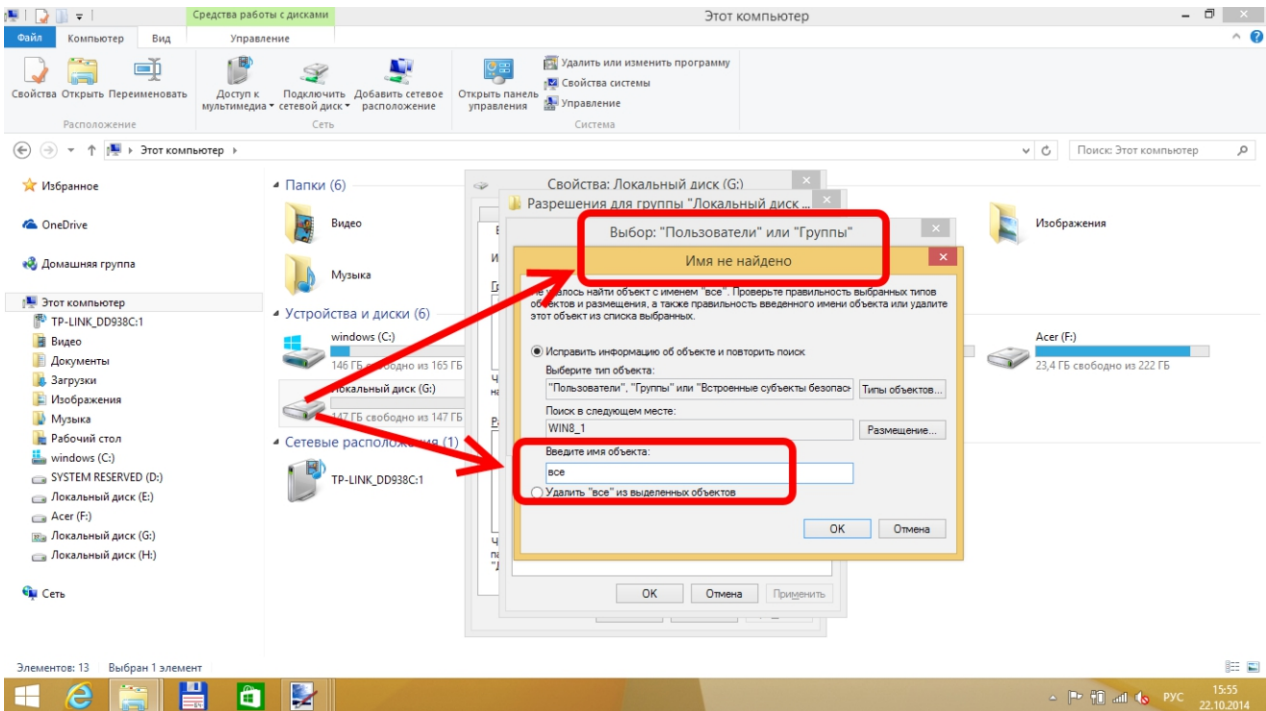 Средства работы с дисками
Этот компьютер
Файл Компьютер Вид Управление
Свойства Открыть Переименовать
Доступ к мультимедиа
Подключить сетевой диск
Добавить сетевое расположение
Открыть панель управления
Удалить или изменить программу
Свойства системы
Управление
Расположение Сеть Система
Этот компьютер
Поиск: Этот компьютер
Избранное
OneDrive
Домашняя группа
Этот компьютер
TP-LINK_DD938C:1
Видео
Документы
Загрузки
Изображения
Музыка
Рабочий стол
windows (C:)
SYSTEM RESERVED (D:)
Локальный диск (E:)
Acer (F:)
Локальный диск (G:)
Локальный диск (H:)
Сеть
Папки (6)
Видео
Музыка
Изображения
Устройства и диски (6)
windows (C:)
146 ГБ свободно из 165 ГБ
Локальный диск (G:)
147 ГБ свободно из 147 ГБ
Acer (F:)
23,4 ГБ свободно из 222 ГБ
Сетевые расположения (1)
TP-LINK_DD938C:1
Свойства: Локальный диск (G:)
Разрешения для группы "Локальный диск ...
Выбор: "Пользователи" или "Группы"
Имя не найдено
Не удалось найти объект с именем "все". Проверьте правильность выбранных типов
объектов и размещения, а также правильность введенного имени объекта или удалите
этот объект из списка выбранных.
Исправить информацию об объекте и повторить поиск
Выберите тип объекта:
"Пользователи", "Группы" или "Встроенные субъекты безопас
Типы объектов...
Поиск в следующем месте:
WIN8_1
Размещение...
Введите имя объекта:
все
Удалить "все" из выделенных объектов
OK Отмена
OK Отмена Применить
Элементов: 13 Выбран 1 элемент
РУС
15:55
22.10.2014